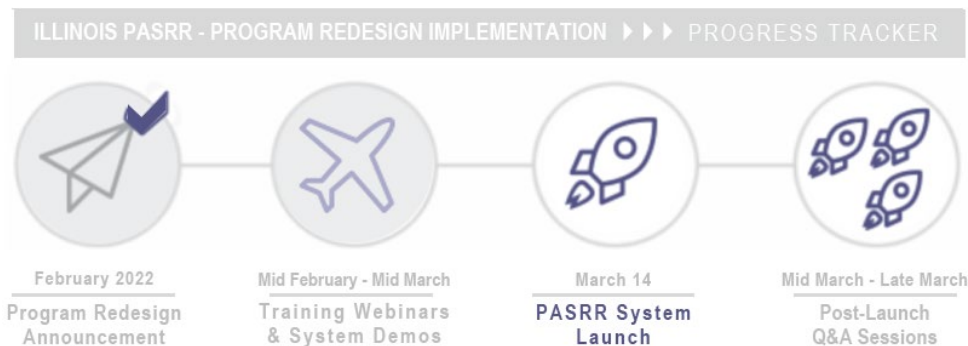 ILLINOIS PASRR - PROGRAM REDESIGN IMPLEMENTATION PROGRESS TRACKER
February 2022
Program Redesign
Announcement
Mid February - Mid March
Training Webinars
& System Demos
March 14
PASRR System
Launch
Mid March - Late March
Post-Launch
Q&A Sessions